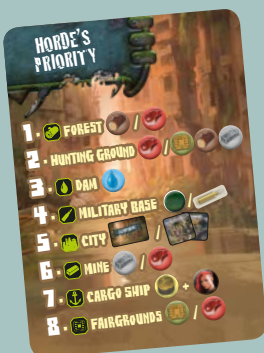 HORDE'S
PRIORITY
1. FOREST /
2. HUNTING GROUND /
3. DAM
4. MILITARY BASE /
5. CITY /
6. MINE /
7. CARGO SHIP +
8. FAIRGROUNDS /